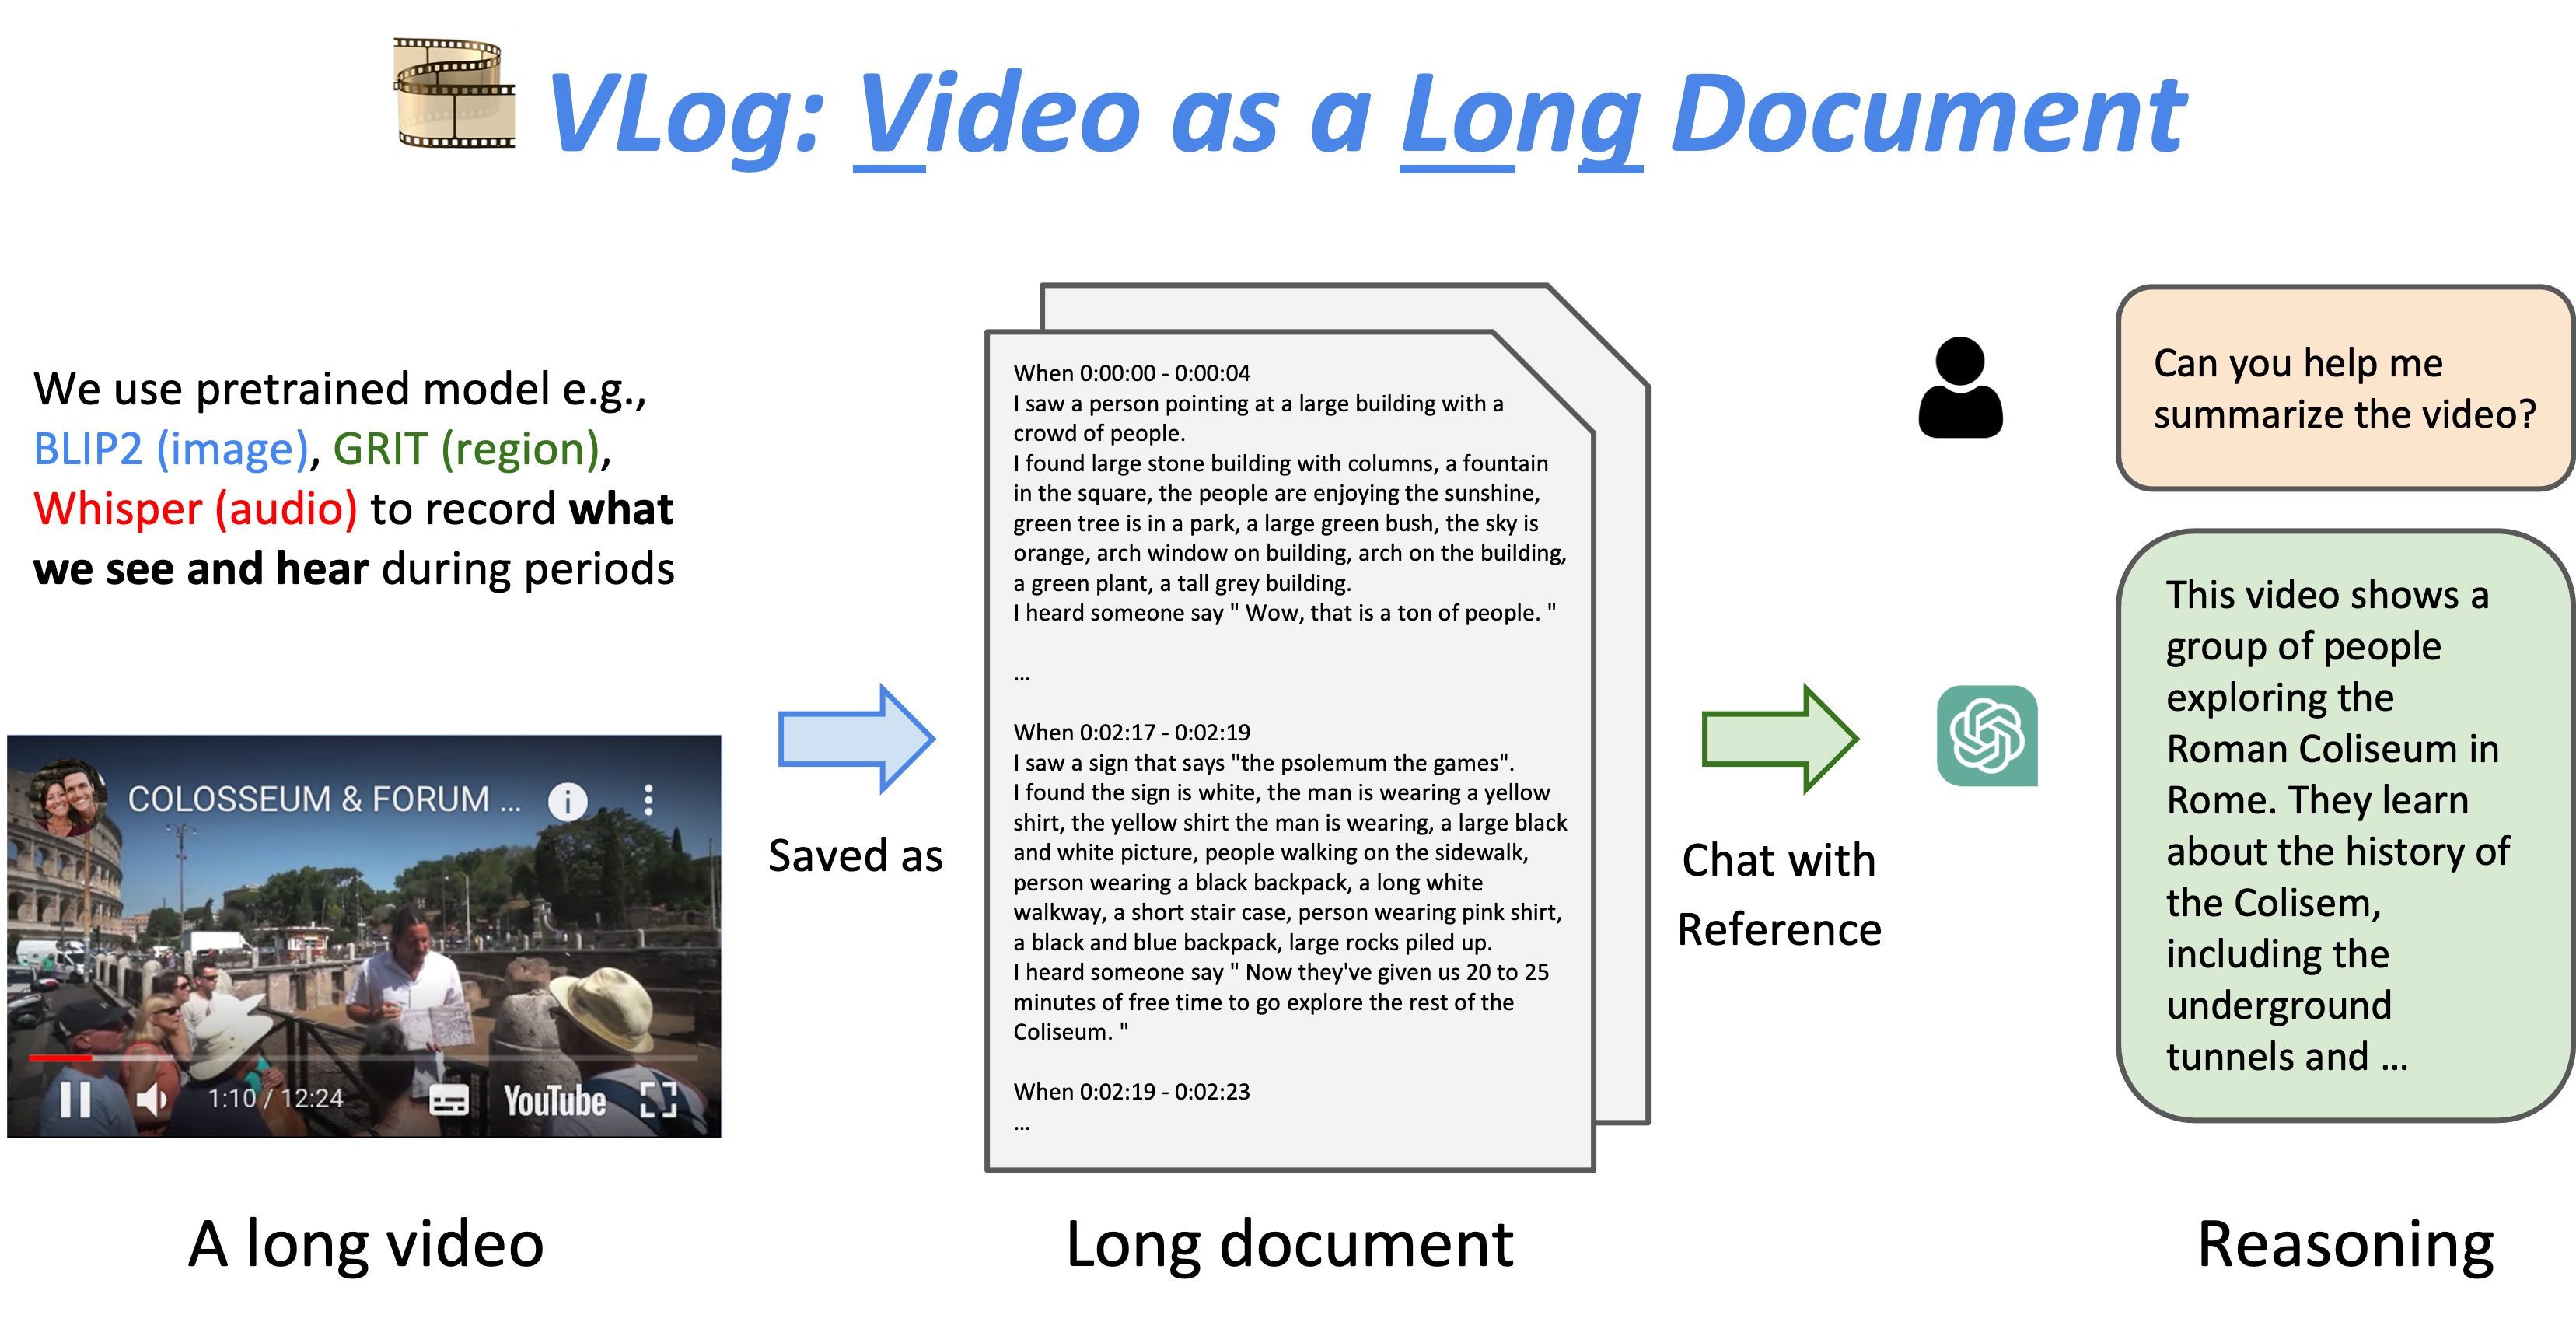 VLog: Video as a Long Document
We use pretrained model e.g.,
BLIP2 (image), GRIT (region),
Whisper (audio) to record what
we see and hear during periods
COLOSSEUM & FORUM ...
i
1:10 / 12:24
YouTube
A long video
Saved as
When 0:00:00 - 0:00:04
I saw a person pointing at a large building with a
crowd of people.
I found large stone building with columns, a fountain
in the square, the people are enjoying the sunshine,
green tree is in a park, a large green bush, the sky is
orange, arch window on building, arch on the building,
a green plant, a tall grey building.
I heard someone say " Wow, that is a ton of people. "
...
When 0:02:17 - 0:02:19
I saw a sign that says "the psolemum the games".
I found the sign is white, the man is wearing a yellow
shirt, the yellow shirt the man is wearing, a large black
and white picture, people walking on the sidewalk,
person wearing a black backpack, a long white
walkway, a short stair case, person wearing pink shirt,
a black and blue backpack, large rocks piled up.
I heard someone say " Now they've given us 20 to 25
minutes of free time to go explore the rest of the
Coliseum. "
When 0:02:19 - 0:02:23
...
Long document
Chat with
Reference
Can you help me
summarize the video?
This video shows a
group of people
exploring the
Roman Coliseum in
Rome. They learn
about the history of
the Colisem,
including the
underground
tunnels and ...
Reasoning